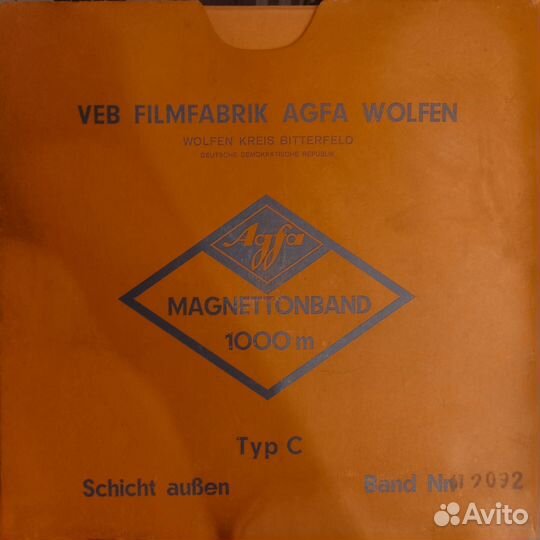 VEB FILMFABRIK AGFA WOLFEN
WOLFEN KREIS BITTERFELD
DEUTSCHE DEMOKRATISCHE REPUBLIK
Agfa
MAGNETTONBAND
1000 m
Typ C
Schicht außen
Band Nr. 2092
Avito